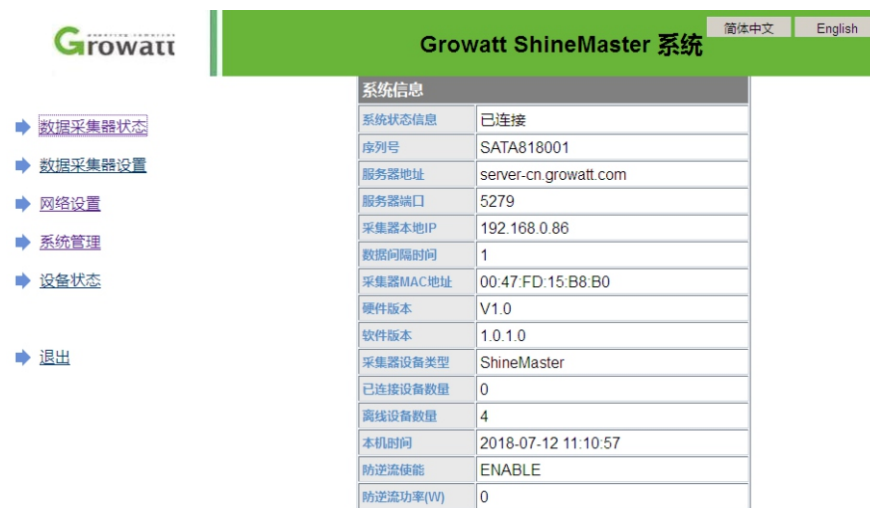 Growatt
Growatt ShineMaster 系统
简体中文
English
数据采集器状态
数据采集器设置
网络设置
系统管理
设备状态
退出
系统信息
系统状态信息 已连接
序列号 SATA818001
服务器地址 server-cn.growatt.com
服务器端口 5279
采集器本地IP 192.168.0.86
数据间隔时间 1
采集器MAC地址 00:47:FD:15:B8:B0
硬件版本 V1.0
软件版本 1.0.1.0
采集器设备类型 ShineMaster
已连接设备数量 0
离线设备数量 4
本机时间 2018-07-12 11:10:57
防逆流使能 ENABLE
防逆流功率(W) 0